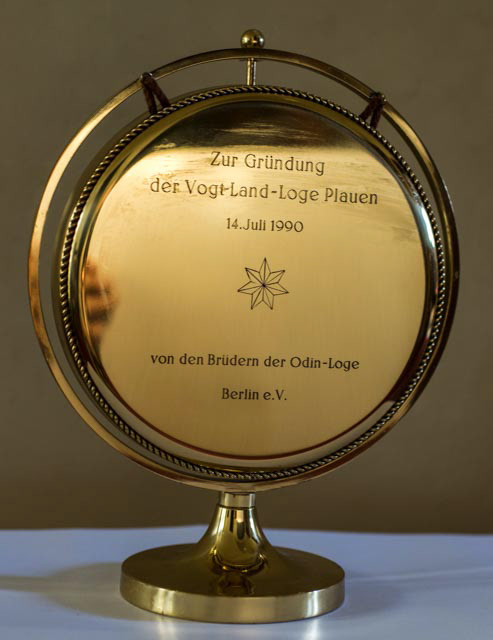 Zur Gründung
der Vogt-Land-Loge Plauen
14.Juli 1990
von den Brüdern der Odin-Loge
Berlin e.V.